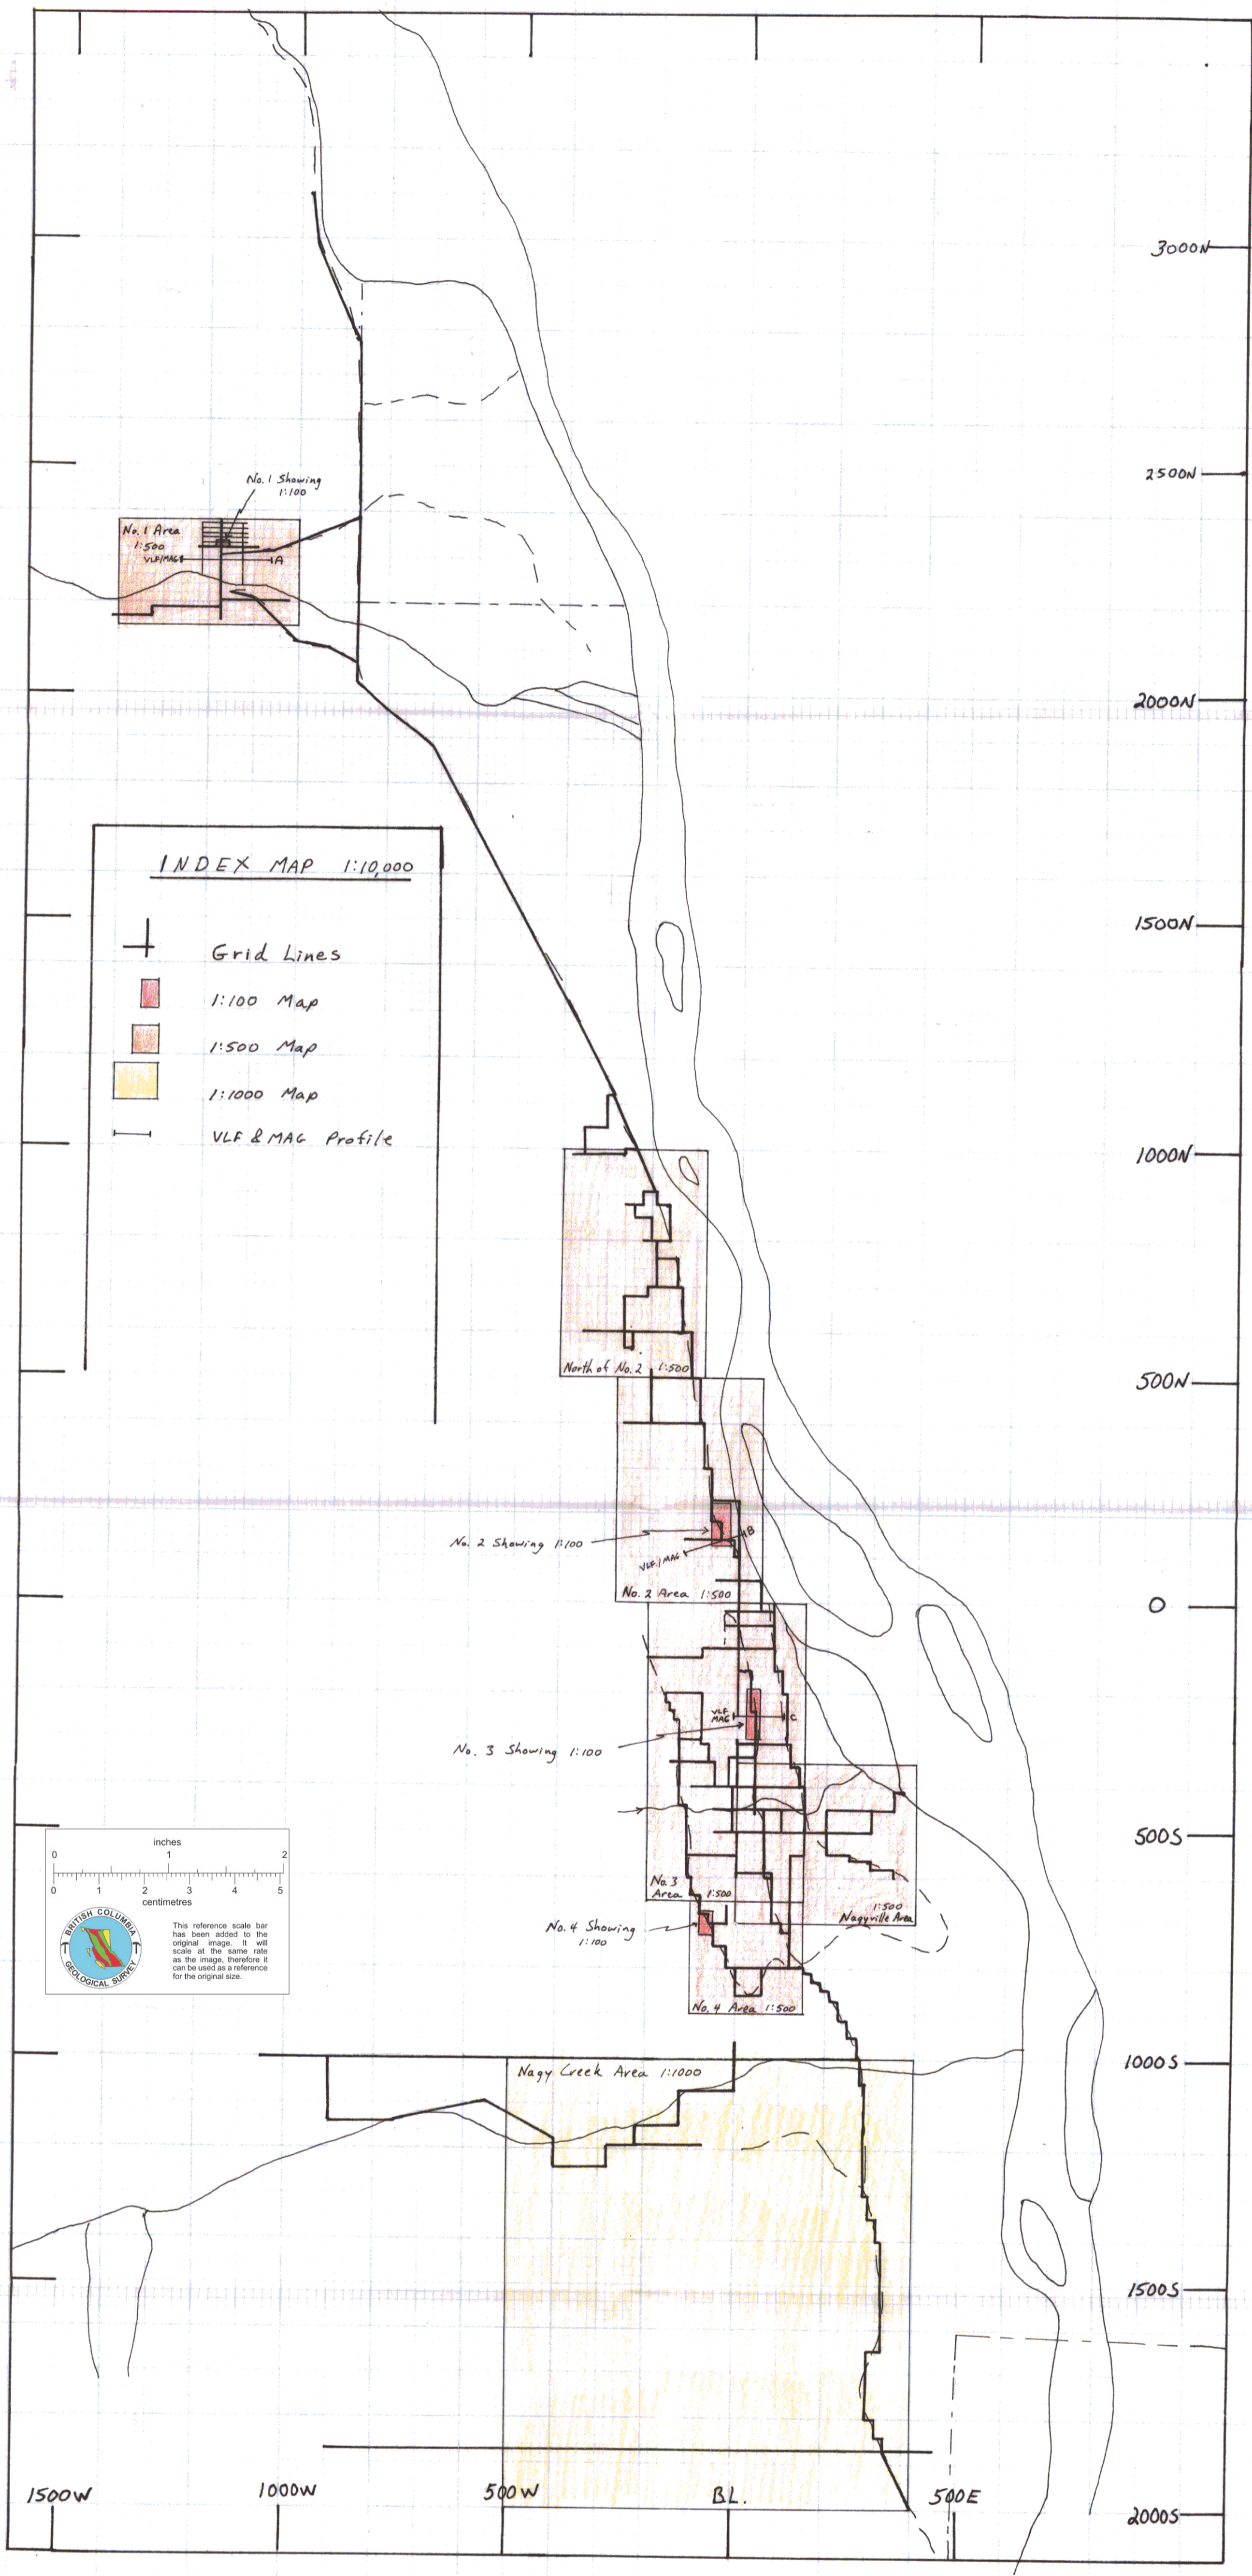 3000N
2500N
No. 1 Showing
1:100
No. 1 Area
1:500
VLF/MAG
A
2000N
INDEX MAP 1:10,000
Grid Lines
1:100 Map
1:500 Map
1:1000 Map
VLF & MAG Profile
1500N
1000N
North of No. 2 1:500
500N
No. 2 Showing 1:100
B
VLF/MAG
No. 2 Area 1:500
0
VLF
MAG
C
No. 3 Showing 1:100
500S
No. 3
Area 1:500
1:500
Nagyville Area
No. 4 Showing
1:100
No. 4 Area 1:500
inches
0 1 2
0 1 2 3 4 5
centimetres
BRITISH COLUMBIA
GEOLOGICAL SURVEY
This reference scale bar
has been added to the
original image. It will
scale at the same rate
as the image, therefore it
can be used as a reference
for the original size.
1000S
Nagy Creek Area 1:1000
1500S
1500W
1000W
500W
B.L.
500E
2000S